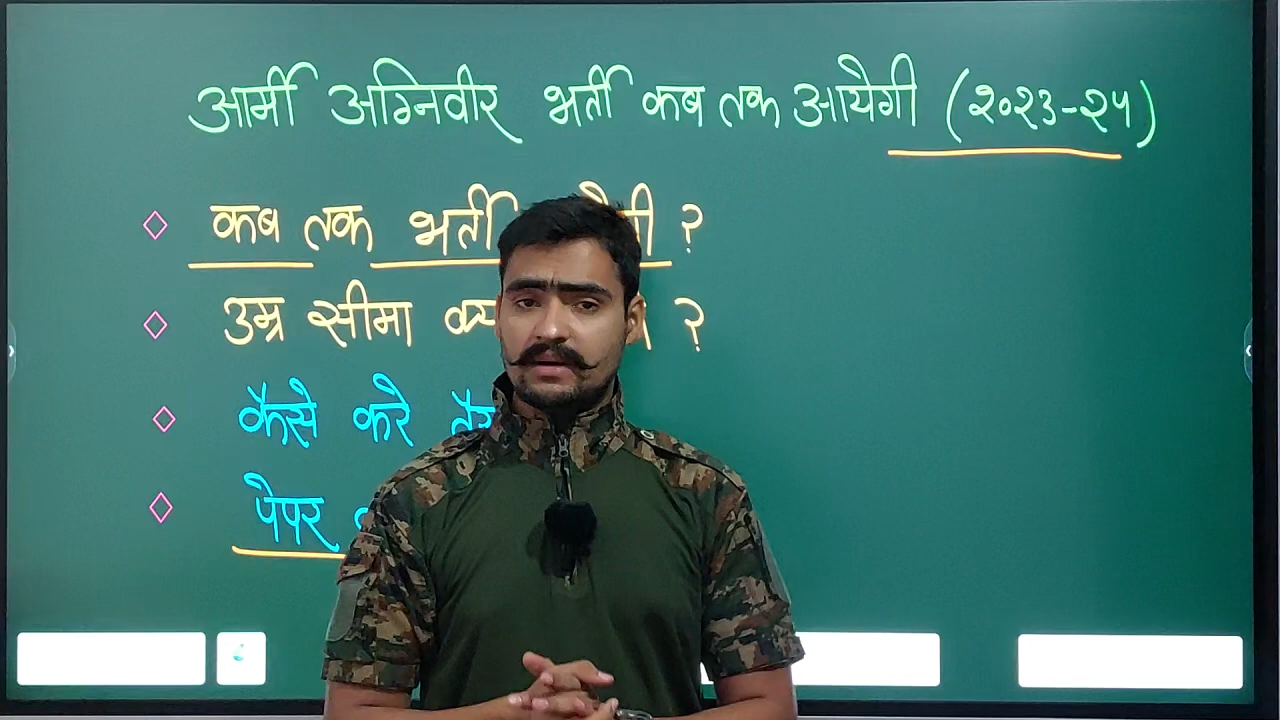 आर्मी अग्निवीर भर्ती कब तक आयेगी (२०२३-२५)
कब तक भर्ती ?
उम्र सीमा ?
कैसे करे
पेपर